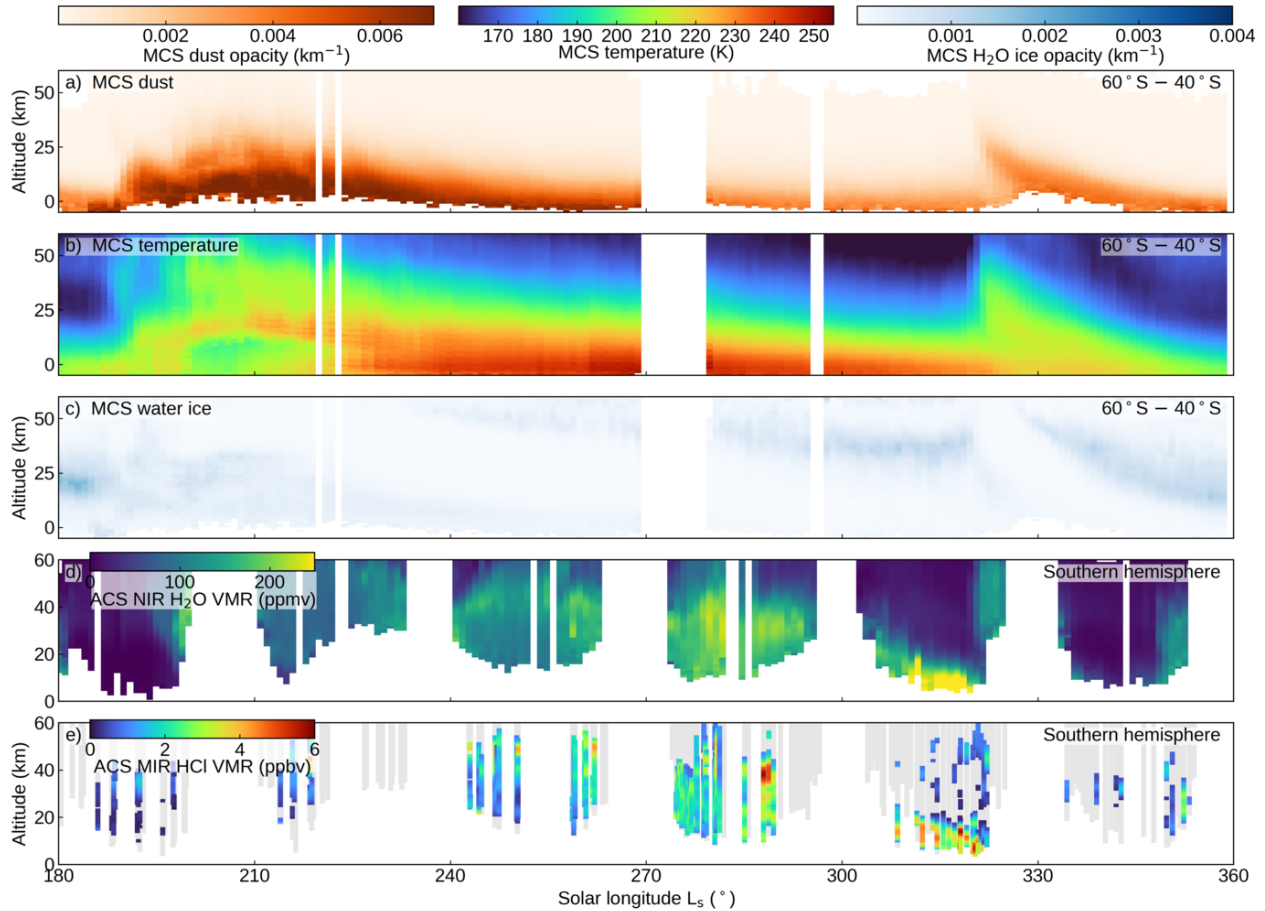 0.002 0.004 0.006
MCS dust opacity (km⁻¹)
170 180 190 200 210 220 230 240 250
MCS temperature (K)
0.001 0.002 0.003 0.004
MCS H₂O ice opacity (km⁻¹)
a) MCS dust
60°S − 40°S
50
25
0
Altitude (km)
b) MCS temperature
60°S − 40°S
50
25
0
Altitude (km)
c) MCS water ice
60°S − 40°S
50
25
0
Altitude (km)
d)
0 100 200
ACS NIR H₂O VMR (ppmv)
Southern hemisphere
60
40
20
0
Altitude (km)
e)
0 2 4 6
ACS MIR HCl VMR (ppbv)
Southern hemisphere
60
40
20
0
Altitude (km)
180 210 240 270 300 330 360
Solar longitude Lₛ (°)